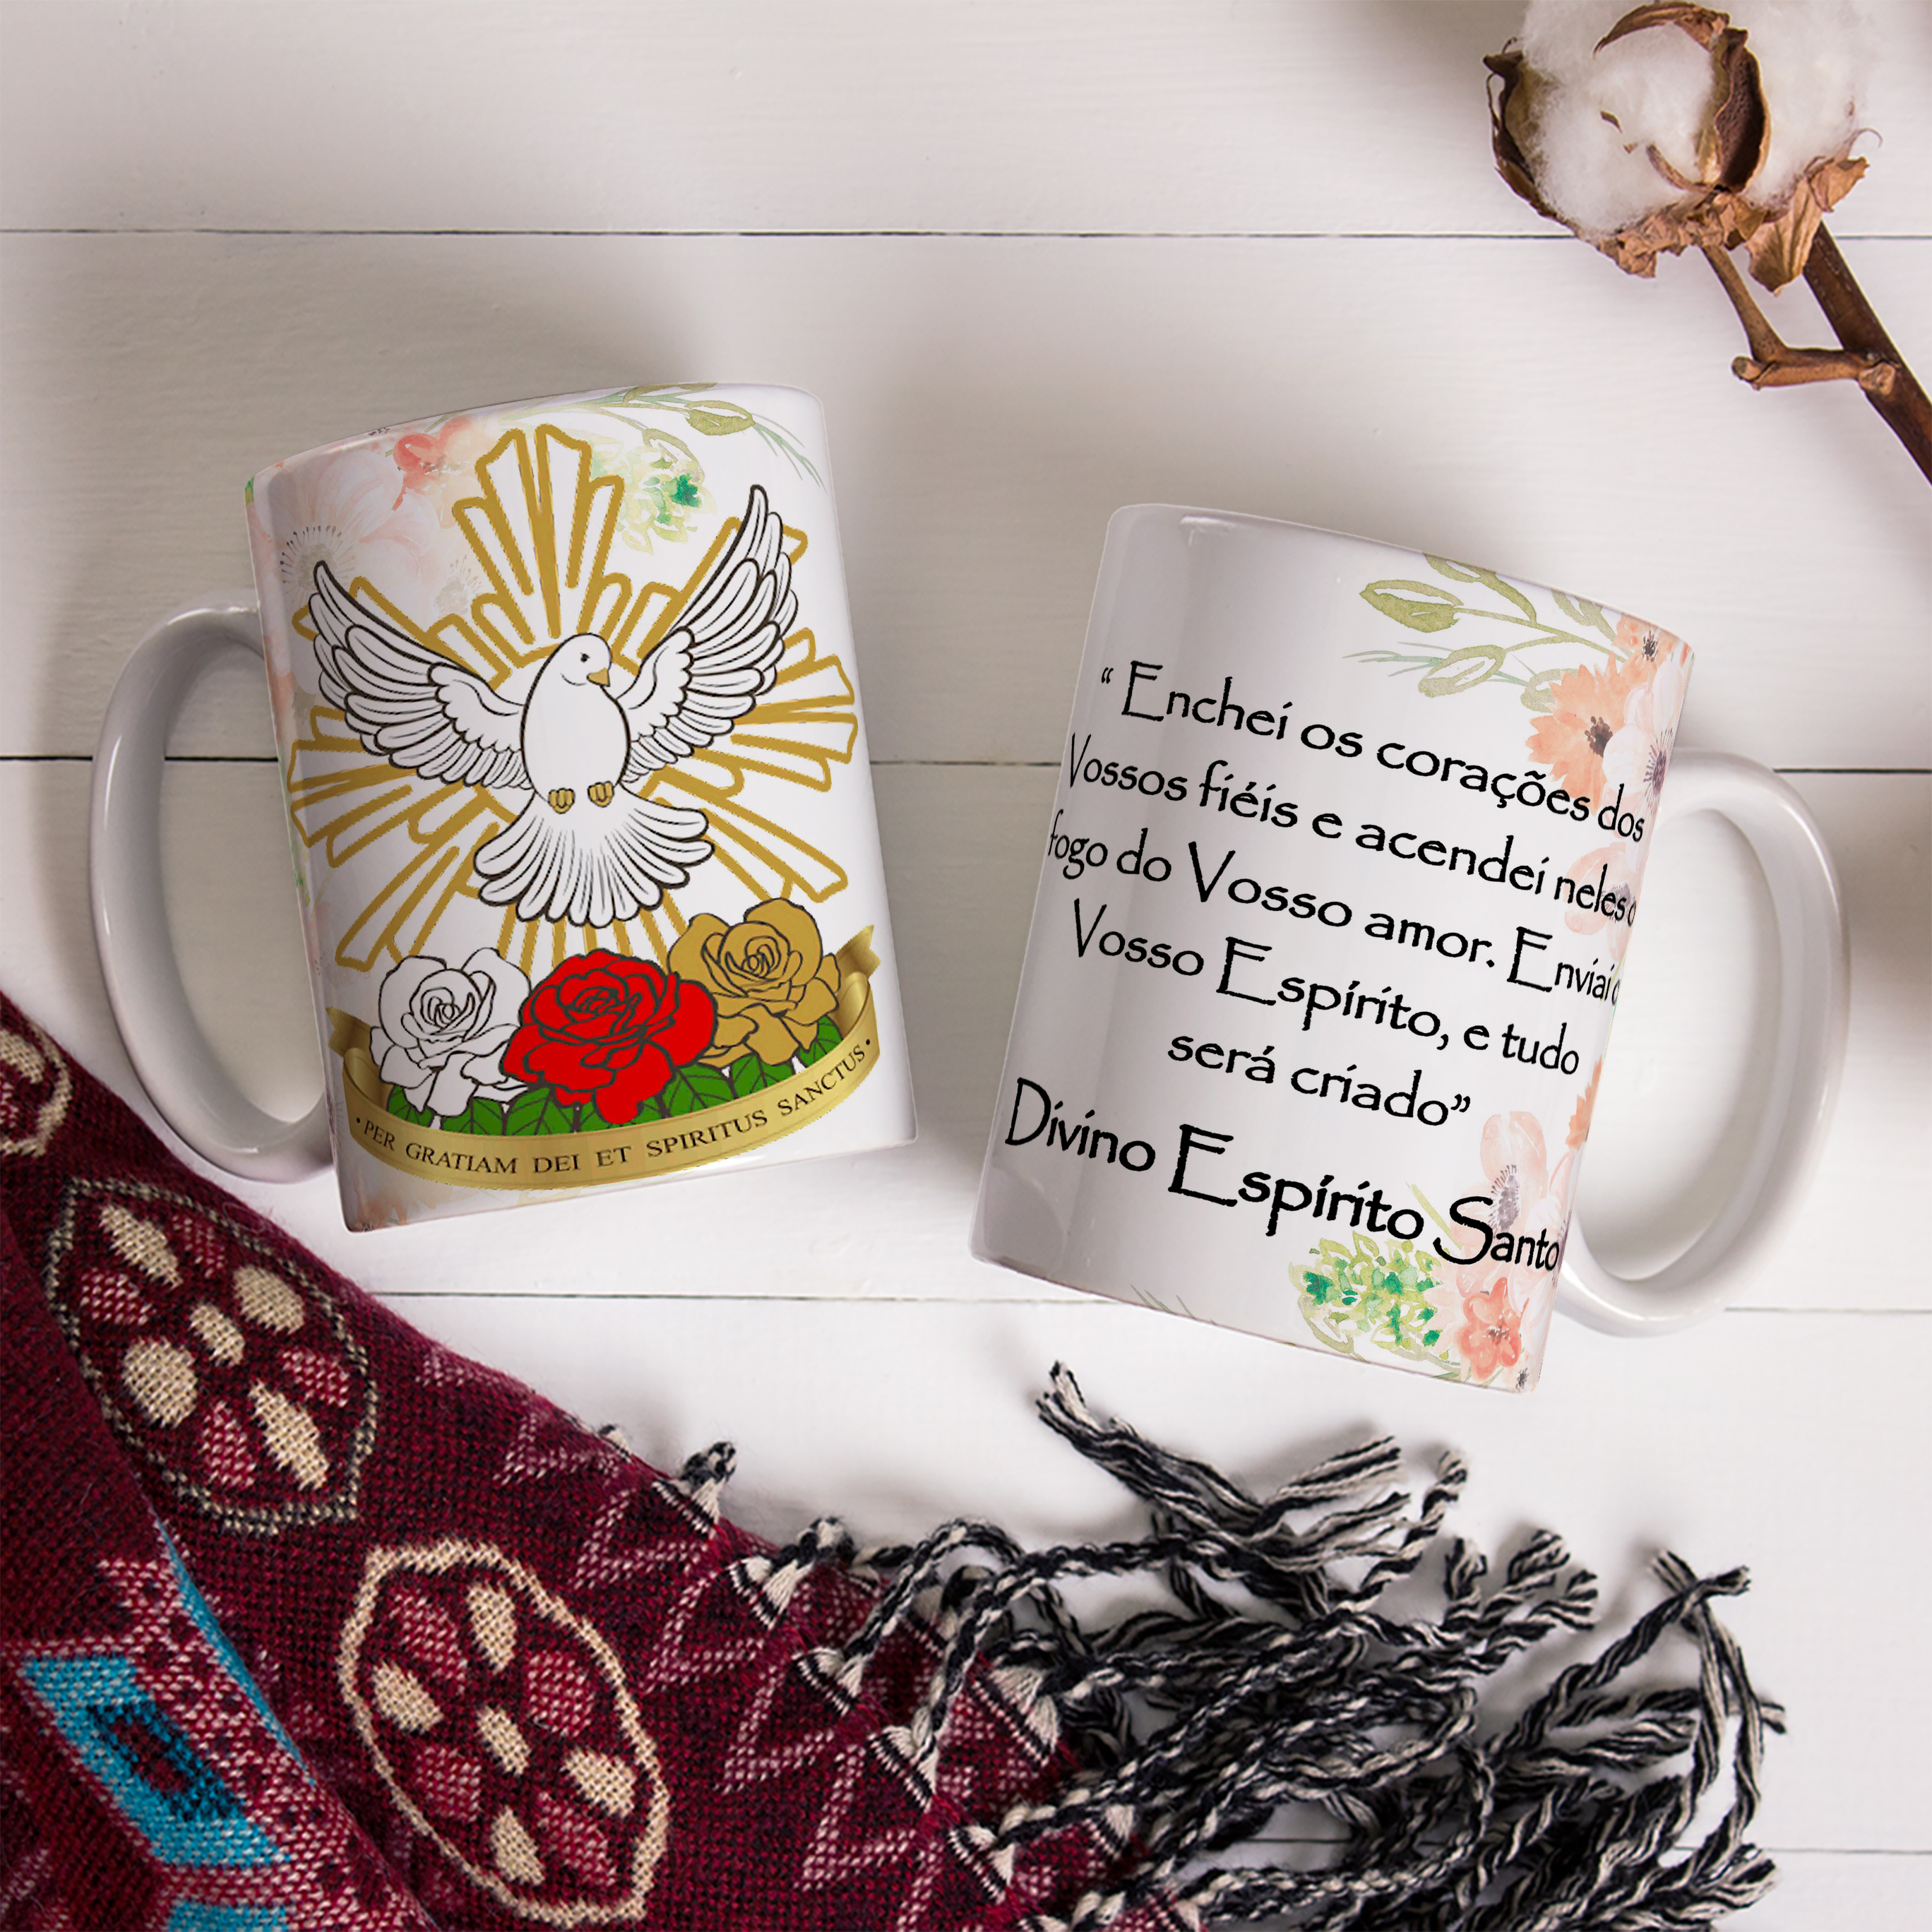 • PER GRATIAM DEI ET SPIRITUS SANCTUS •
“ Enchei os corações dos
Vossos fiéis e acendei neles o
fogo do Vosso amor. Enviai o
Vosso Espírito, e tudo
será criado”
Divino Espírito Santo